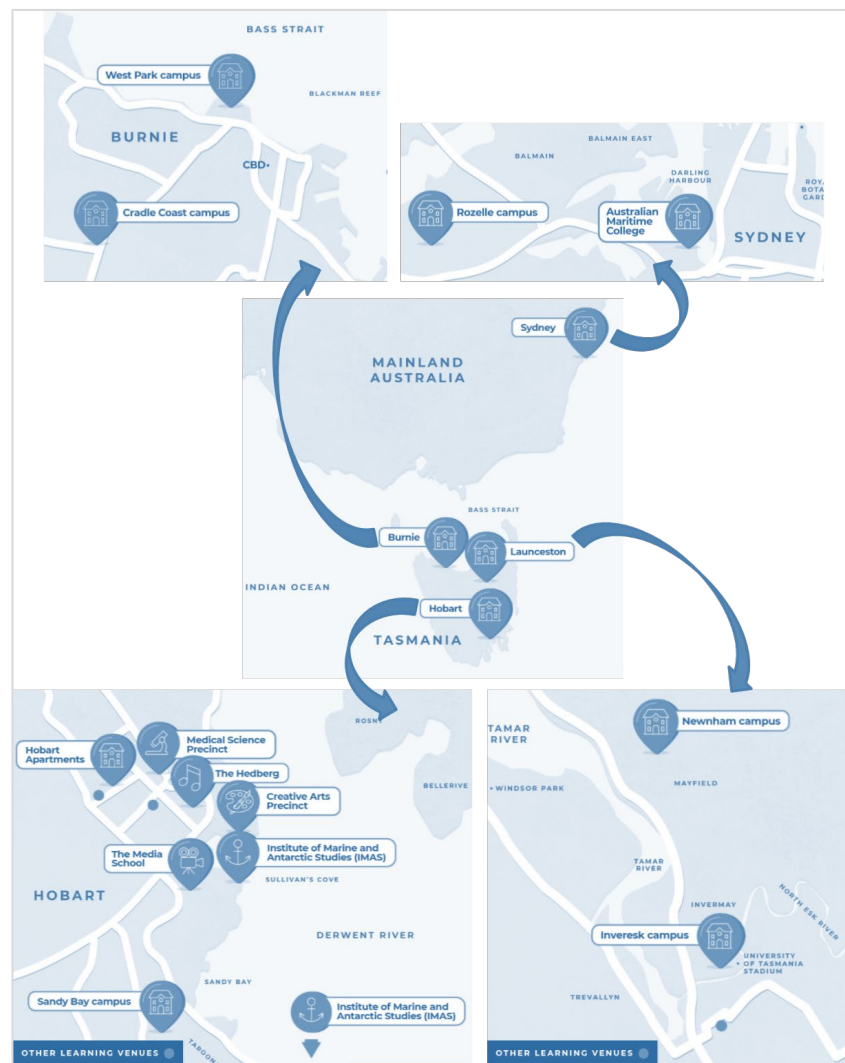 BASS STRAIT
West Park campus
BLACKMAN REEF
BURNIE
CBD
Cradle Coast campus
BALMAIN EAST
BALMAIN
DARLING
HARBOUR
Rozelle campus
Australian
Maritime
College
SYDNEY
Sydney
MAINLAND
AUSTRALIA
BASS STRAIT
Burnie
Launceston
INDIAN OCEAN
Hobart
TASMANIA
ROSNY
Medical Science
Precinct
Hobart
Apartments
The Hedberg
BELLERIVE
Creative Arts
Precinct
The Media
School
Institute of Marine and
Antarctic Studies (IMAS)
SULLIVAN'S COVE
HOBART
DERWENT RIVER
SANDY BAY
Sandy Bay campus
Institute of Marine and
Antarctic Studies (IMAS)
OTHER LEARNING VENUES
Newnham campus
TAMAR
RIVER
MAYFIELD
WINDSOR PARK
TAMAR
RIVER
NORTH ESK RIVER
INVERMAY
Inveresk campus
UNIVERSITY
OF TASMANIA
STADIUM
TREVALLYN
OTHER LEARNING VENUES